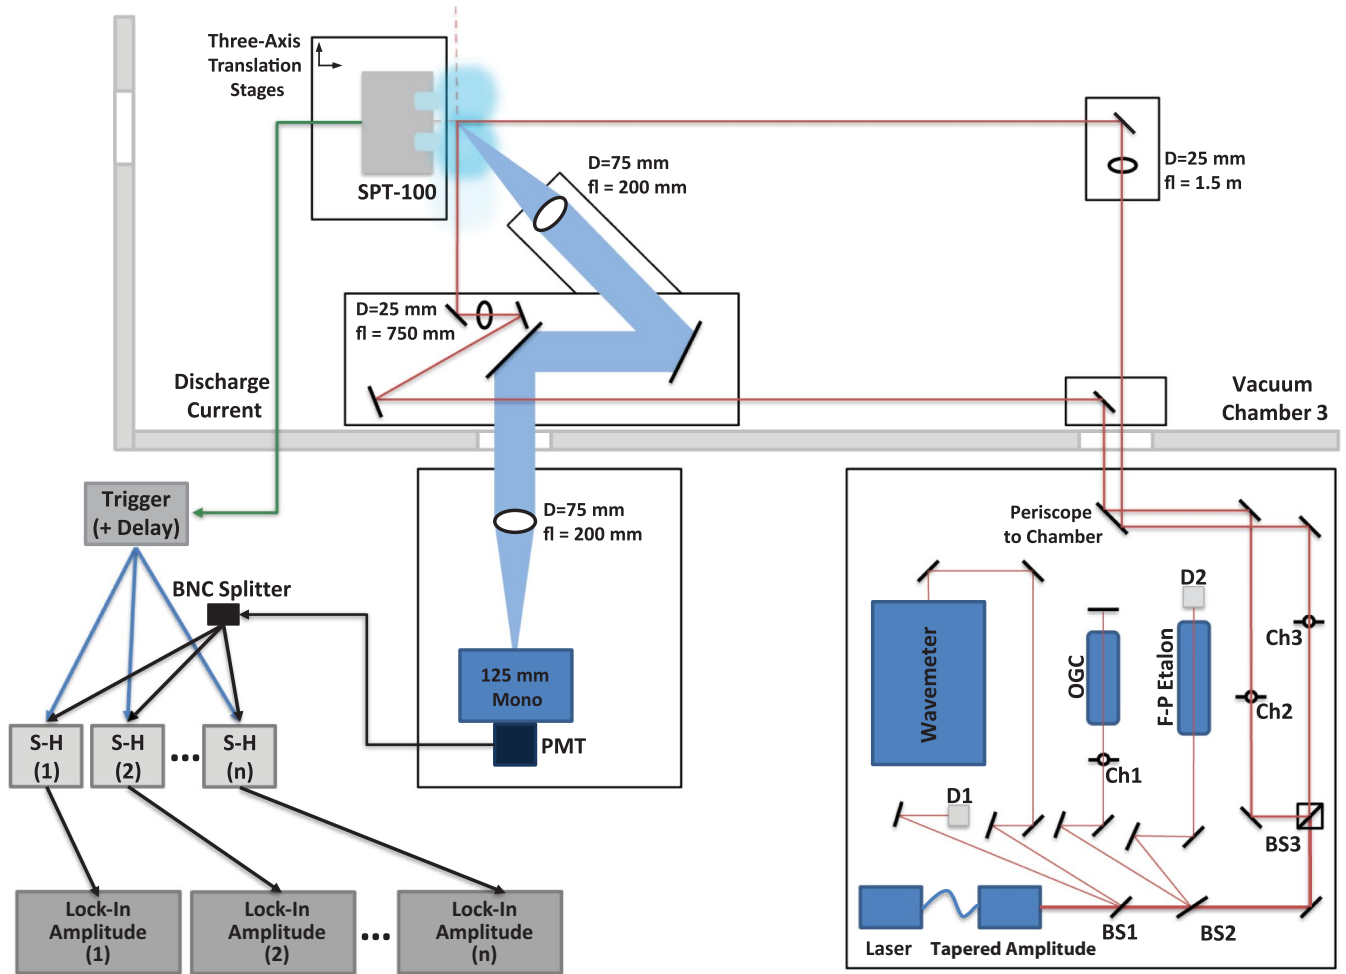 Three-Axis
Translation
Stages
SPT-100
D=75 mm
fl = 200 mm
D=25 mm
fl = 1.5 m
D=25 mm
fl = 750 mm
Discharge
Current
Vacuum
Chamber 3
Trigger
(+ Delay)
BNC Splitter
D=75 mm
fl = 200 mm
125 mm
Mono
PMT
S-H
(1)
S-H
(2)
...
S-H
(n)
Lock-In
Amplitude
(1)
Lock-In
Amplitude
(2)
...
Lock-In
Amplitude
(n)
Periscope
to Chamber
D2
Ch3
Wavemeter
OGC
F-P Etalon
Ch2
Ch1
D1
BS3
BS1
BS2
Laser
Tapered Amplitude